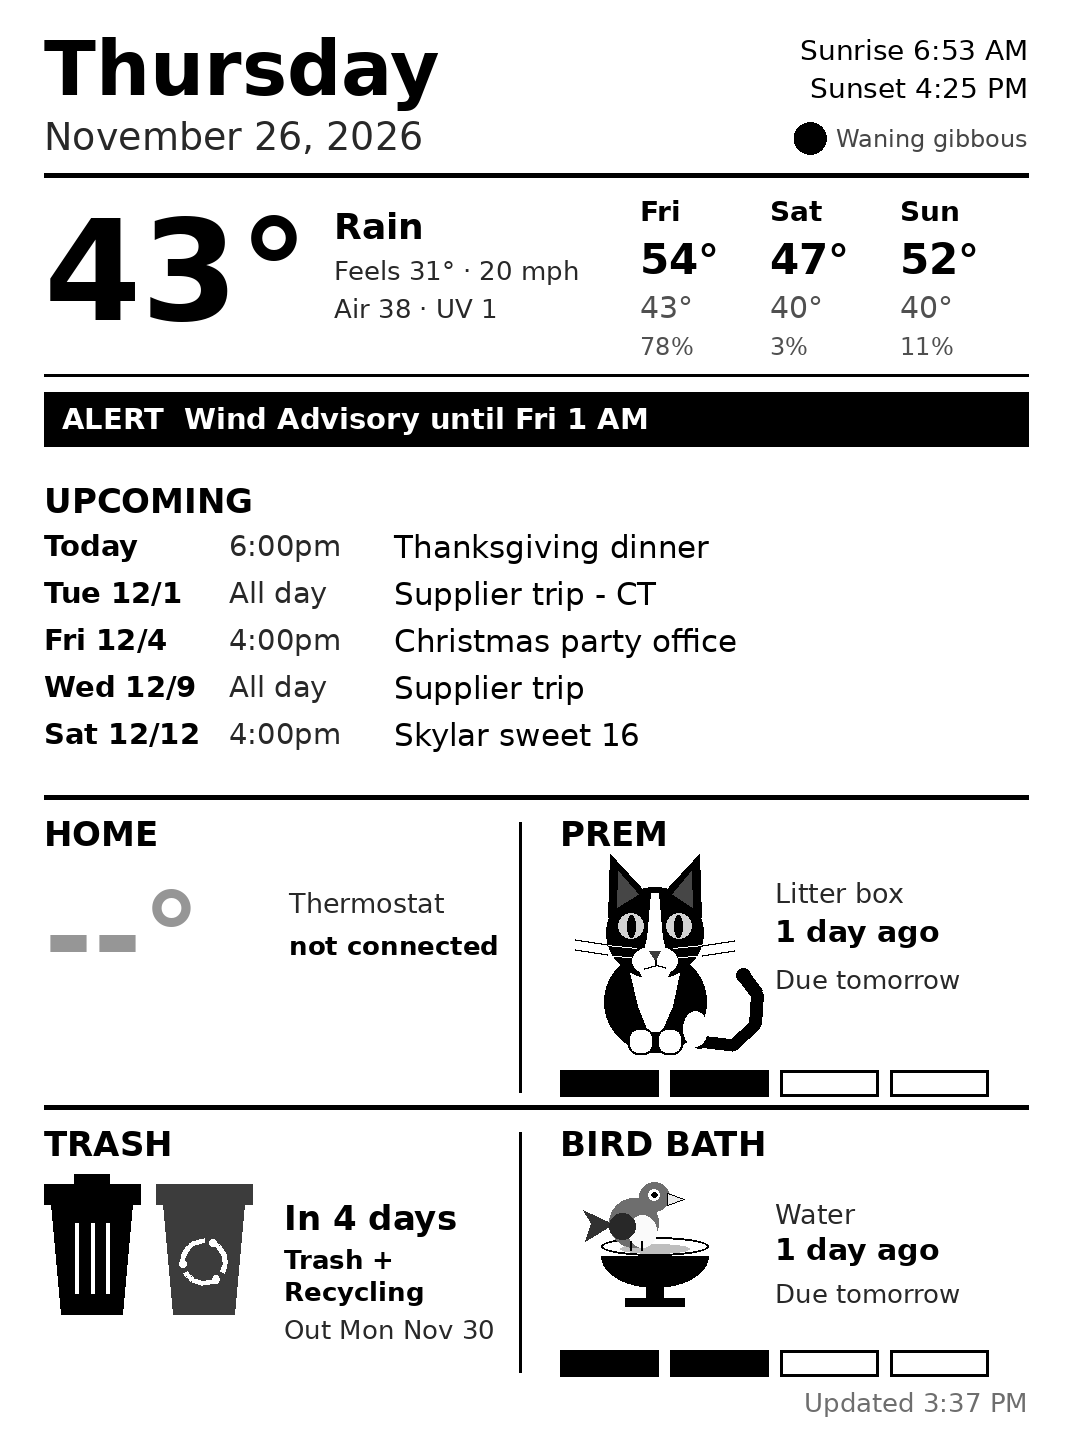 Thursday
November 26, 2026
Sunrise 6:53 AM
Sunset 4:25 PM
Waning gibbous
43°
Rain
Feels 31° · 20 mph
Air 38 · UV 1
Fri Sat Sun
54° 47° 52°
43° 40° 40°
78% 3% 11%
ALERT Wind Advisory until Fri 1 AM
UPCOMING
Today 6:00pm Thanksgiving dinner
Tue 12/1 All day Supplier trip - CT
Fri 12/4 4:00pm Christmas party office
Wed 12/9 All day Supplier trip
Sat 12/12 4:00pm Skylar sweet 16
HOME
--°
Thermostat
not connected
PREM
Litter box
1 day ago
Due tomorrow
TRASH
In 4 days
Trash +
Recycling
Out Mon Nov 30
BIRD BATH
Water
1 day ago
Due tomorrow
Updated 3:37 PM